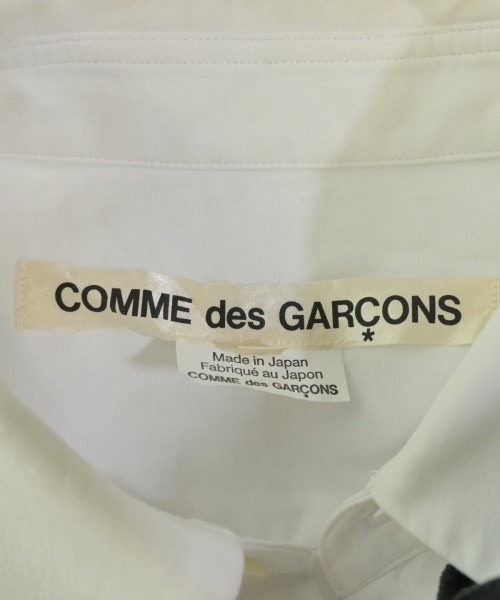 COMME des GARÇONS
*
Made in Japan
Fabriqué au Japon
COMME des GARÇONS